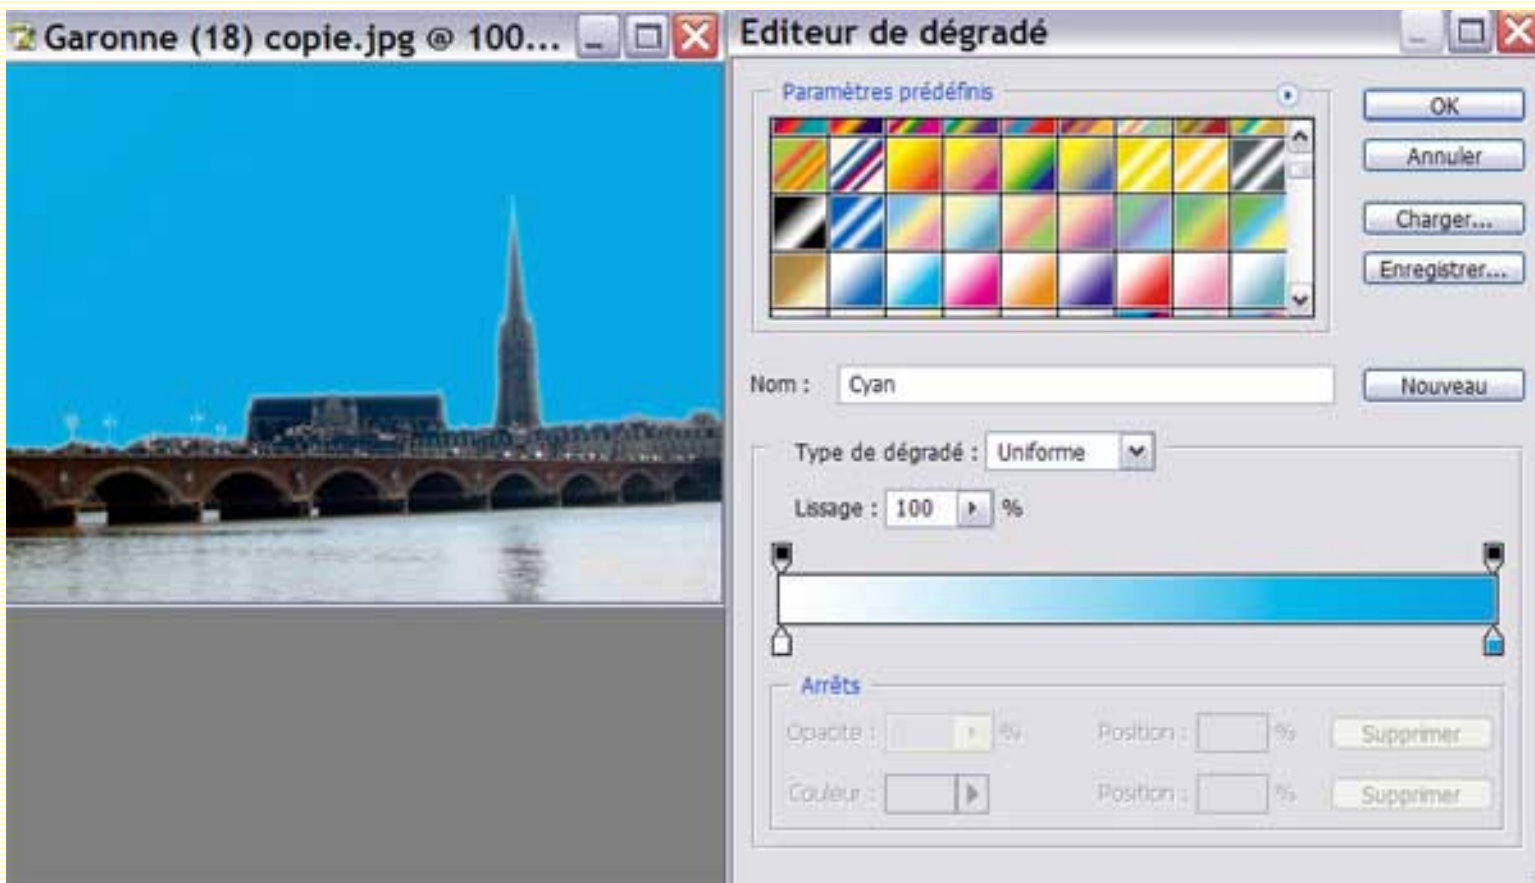 Garonne (18) copie.jpg @ 100...
Editeur de dégradé
Paramètres prédéfinis
OK
Annuler
Charger...
Enregistrer...
Nom : Cyan
Nouveau
Type de dégradé : Uniforme
Lissage : 100 %
Arrêts
Opacité : % Position : % Supprimer
Couleur : Position : % Supprimer